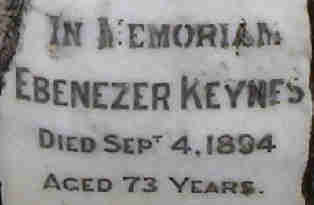 In Memoriam
Ebenezer Keynes
Died Sept 4, 1894
Aged 73 Years.